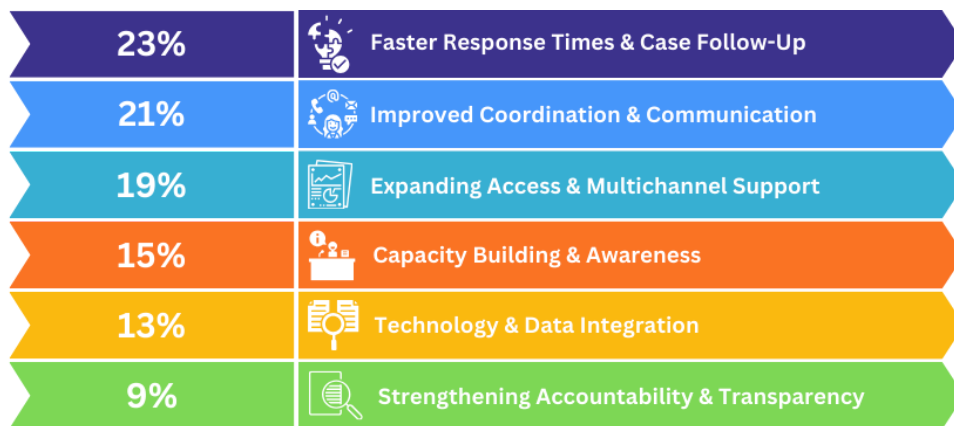 23% Faster Response Times & Case Follow-Up
21% Improved Coordination & Communication
19% Expanding Access & Multichannel Support
15% Capacity Building & Awareness
13% Technology & Data Integration
9% Strengthening Accountability & Transparency